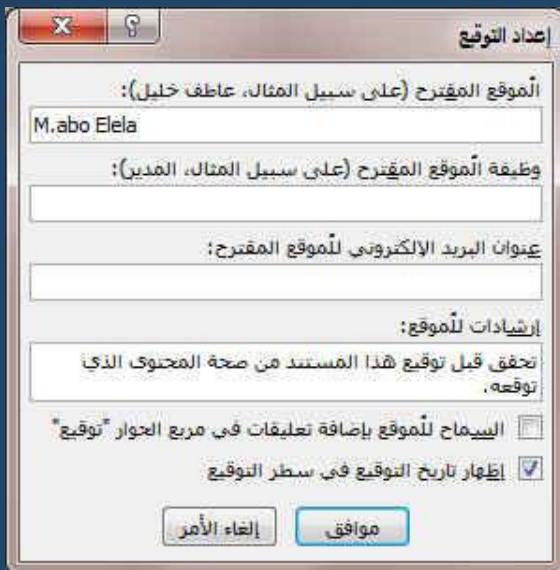 إعداد التوقيع
الموقع المقترح (على سبيل المثال، عاطف خليل):
M.abo Elela
وظيفة الموقع المقترح (على سبيل المثال، المدير):
عنوان البريد الإلكتروني للموقع المقترح:
إرشادات للموقع:
تحقق قبل توقيع هذا المستند من صحة المحتوى الذي
توقعه.
السماح للموقع بإضافة تعليقات في مربع الحوار "توقيع"
إظهار تاريخ التوقيع في سطر التوقيع
موافق
إلغاء الأمر